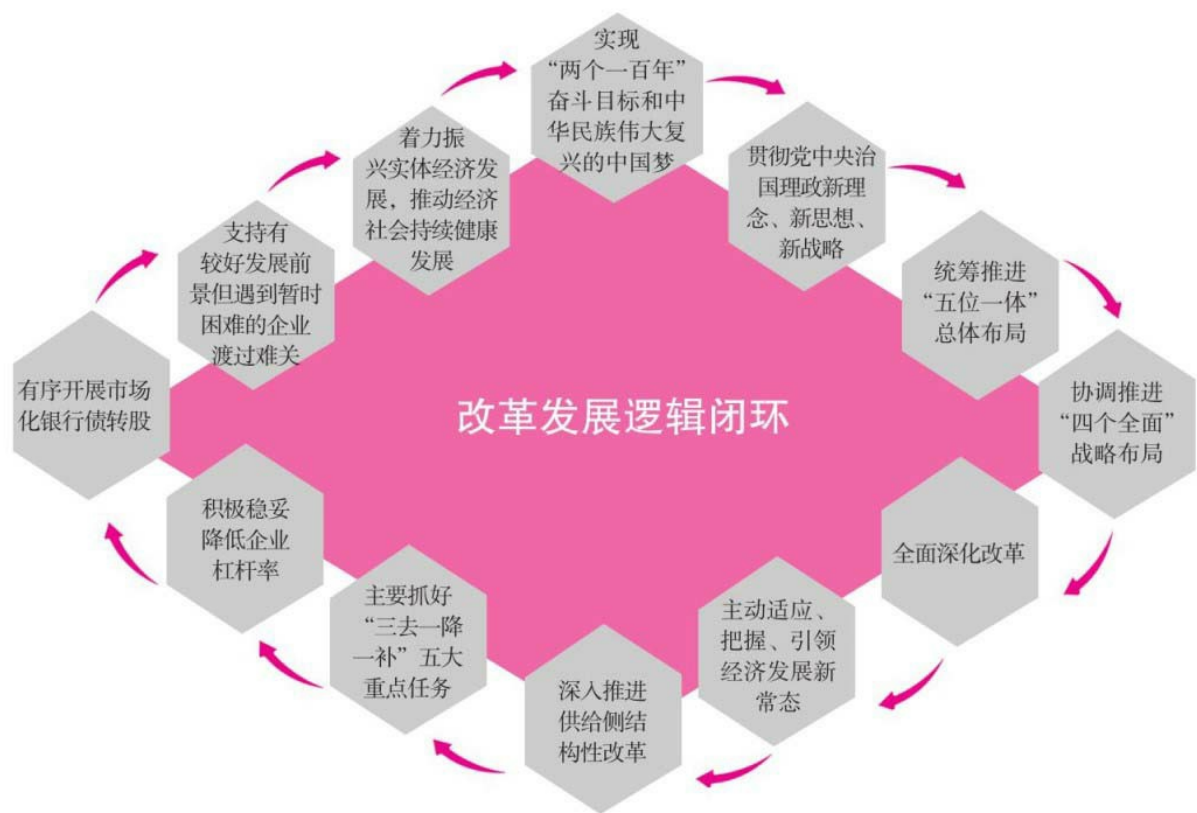 实现
“两个一百年”
奋斗目标和中
华民族伟大复
兴的中国梦
贯彻党中央治
国理政新理
念、新思想、
新战略
统筹推进
“五位一体”
总体布局
协调推进
“四个全面”
战略布局
全面深化改革
主动适应、
把握、引领
经济发展新
常态
深入推进
供给侧结
构性改革
主要抓好
“三去一降
一补”五大
重点任务
积极稳妥
降低企业
杠杆率
有序开展市场
化银行债转股
支持有
较好发展前
景但遇到暂时
困难的企业
渡过难关
着力振
兴实体经济发
展，推动经济
社会持续健康
发展
改革发展逻辑闭环